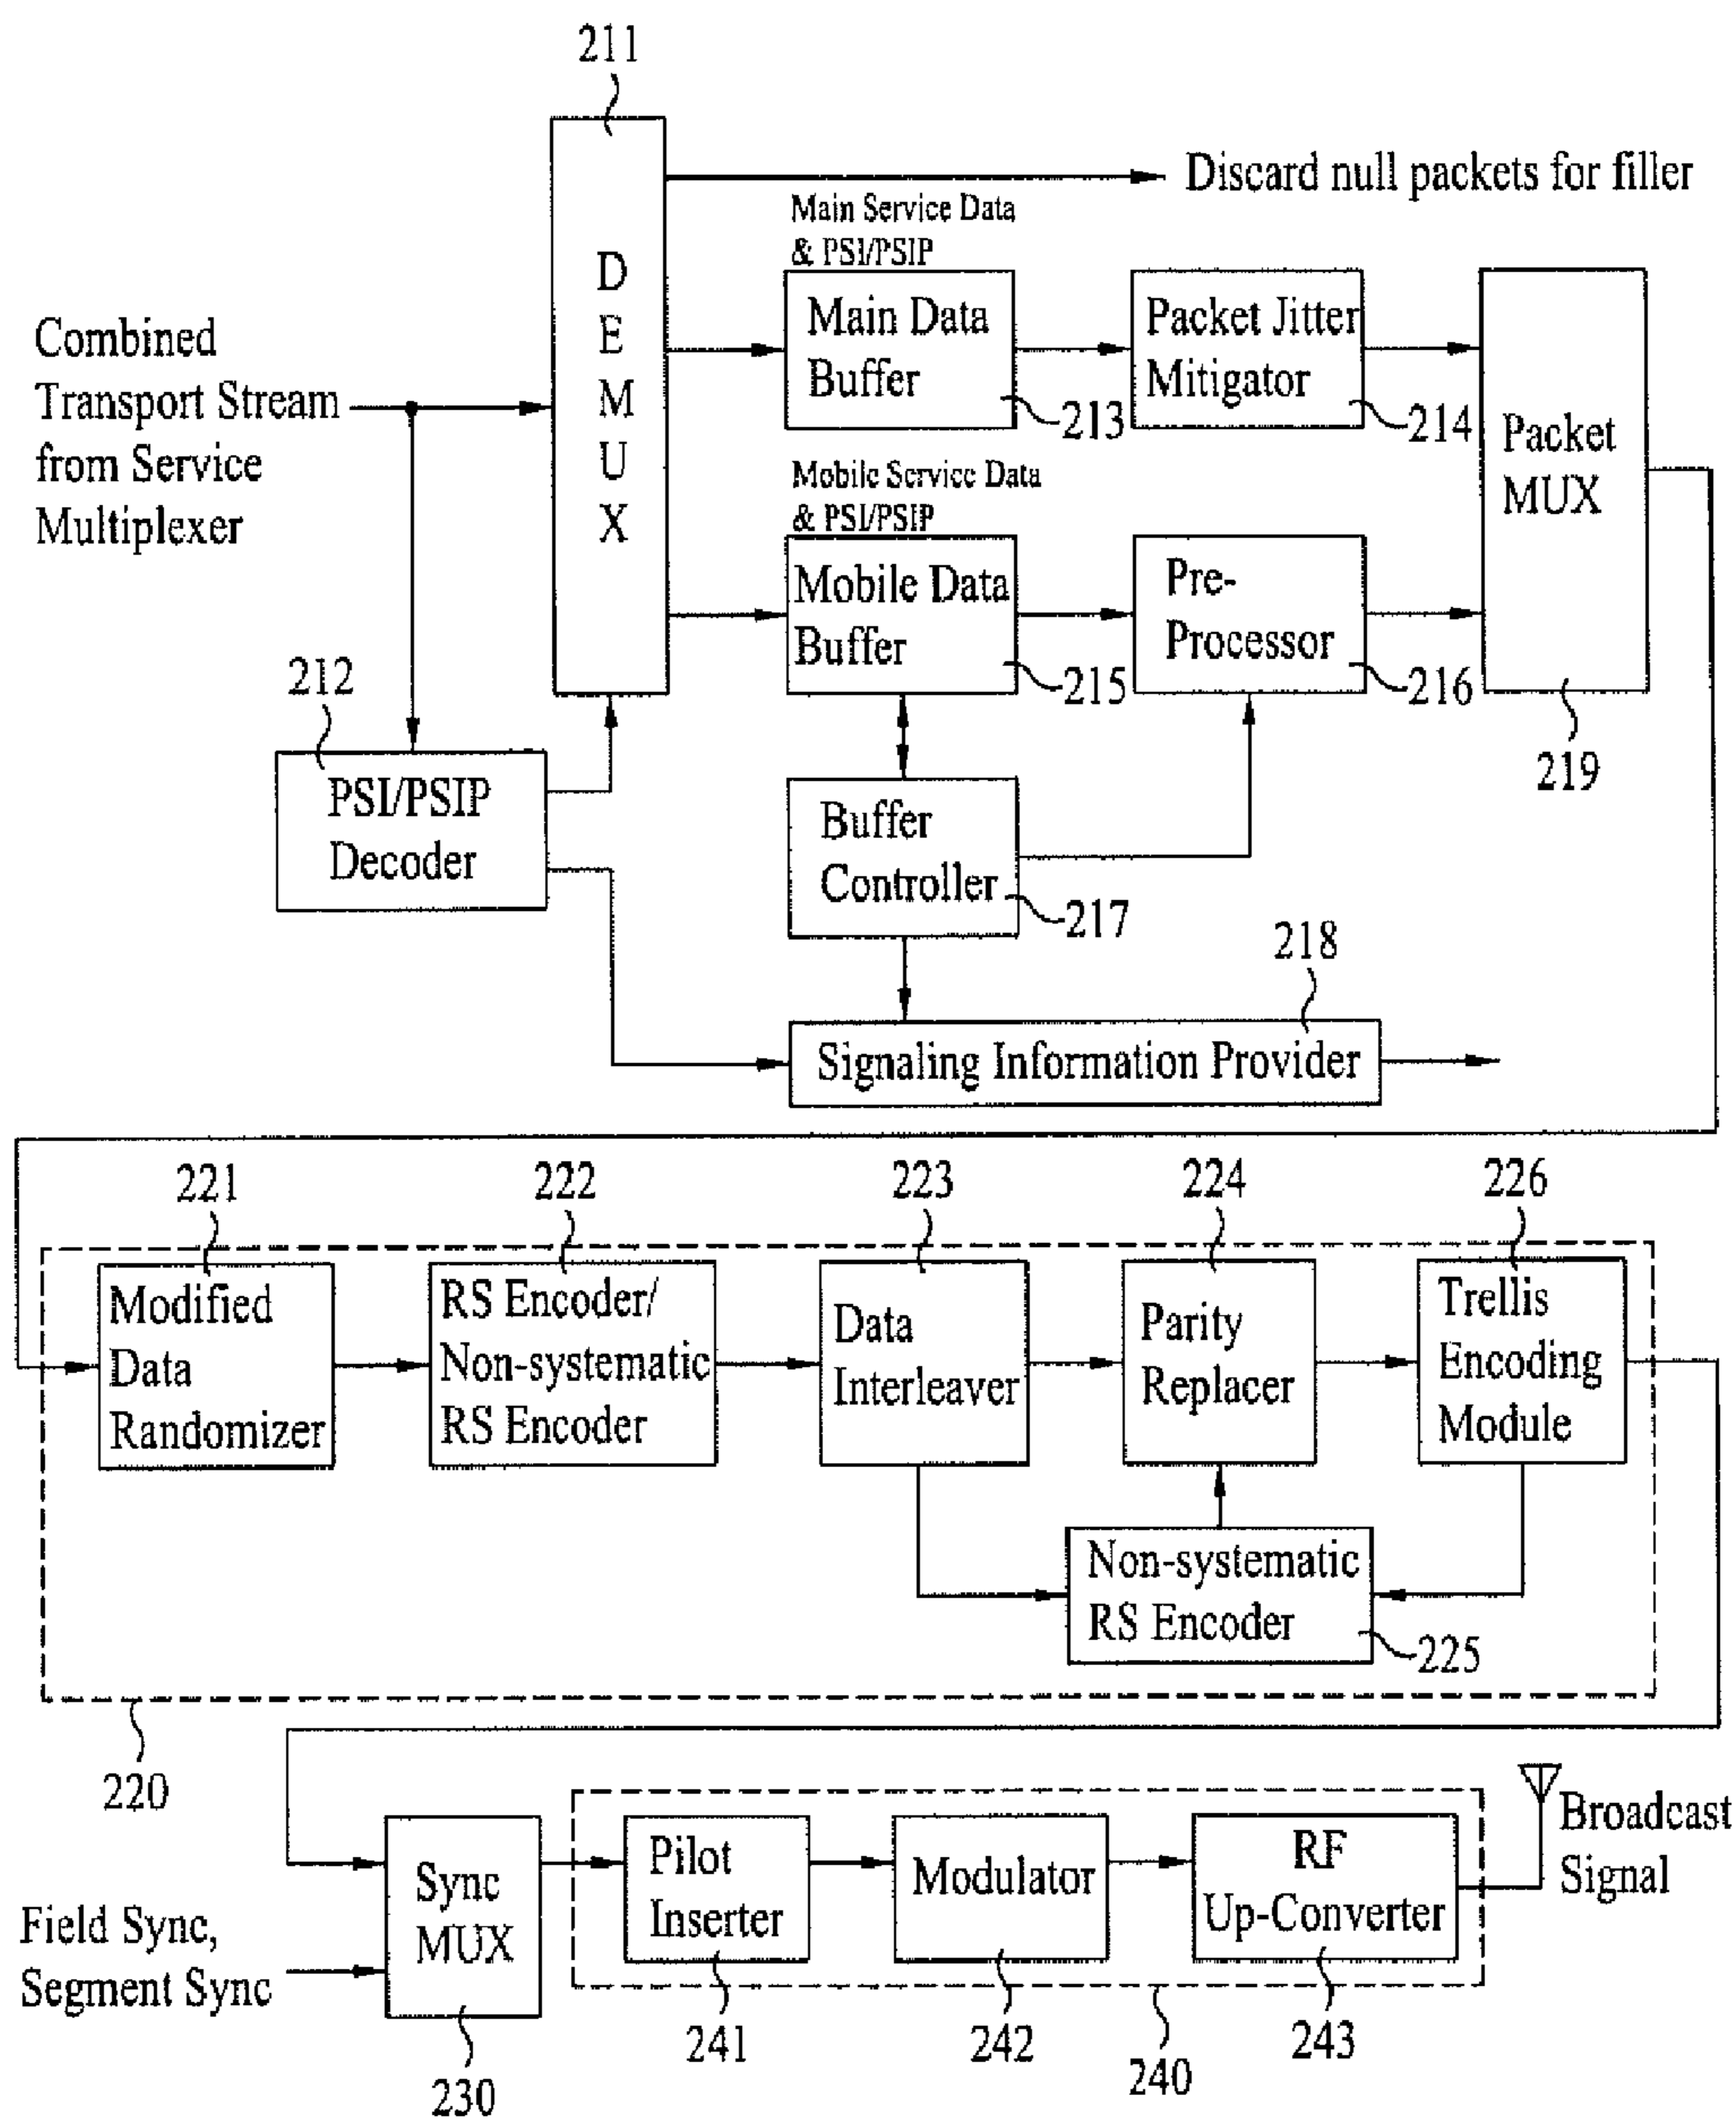 211
Discard null packets for filler
Main Service Data
& PSI/PSIP
D
E
M
U
X
Combined
Transport Stream
from Service
Multiplexer
Main Data
Buffer
213
Packet Jitter
Mitigator
214
Packet
MUX
219
Mobile Service Data
& PSI/PSIP
Mobile Data
Buffer
215
Pre-
Processor
216
212
PSI/PSIP
Decoder
Buffer
Controller
217
218
Signaling Information Provider
221
222
223
224
226
Modified
Data
Randomizer
RS Encoder/
Non-systematic
RS Encoder
Data
Interleaver
Parity
Replacer
Trellis
Encoding
Module
Non-systematic
RS Encoder
225
220
Field Sync,
Segment Sync
Sync
MUX
230
Pilot
Inserter
241
Modulator
242
RF
Up-Converter
243
240
Broadcast
Signal